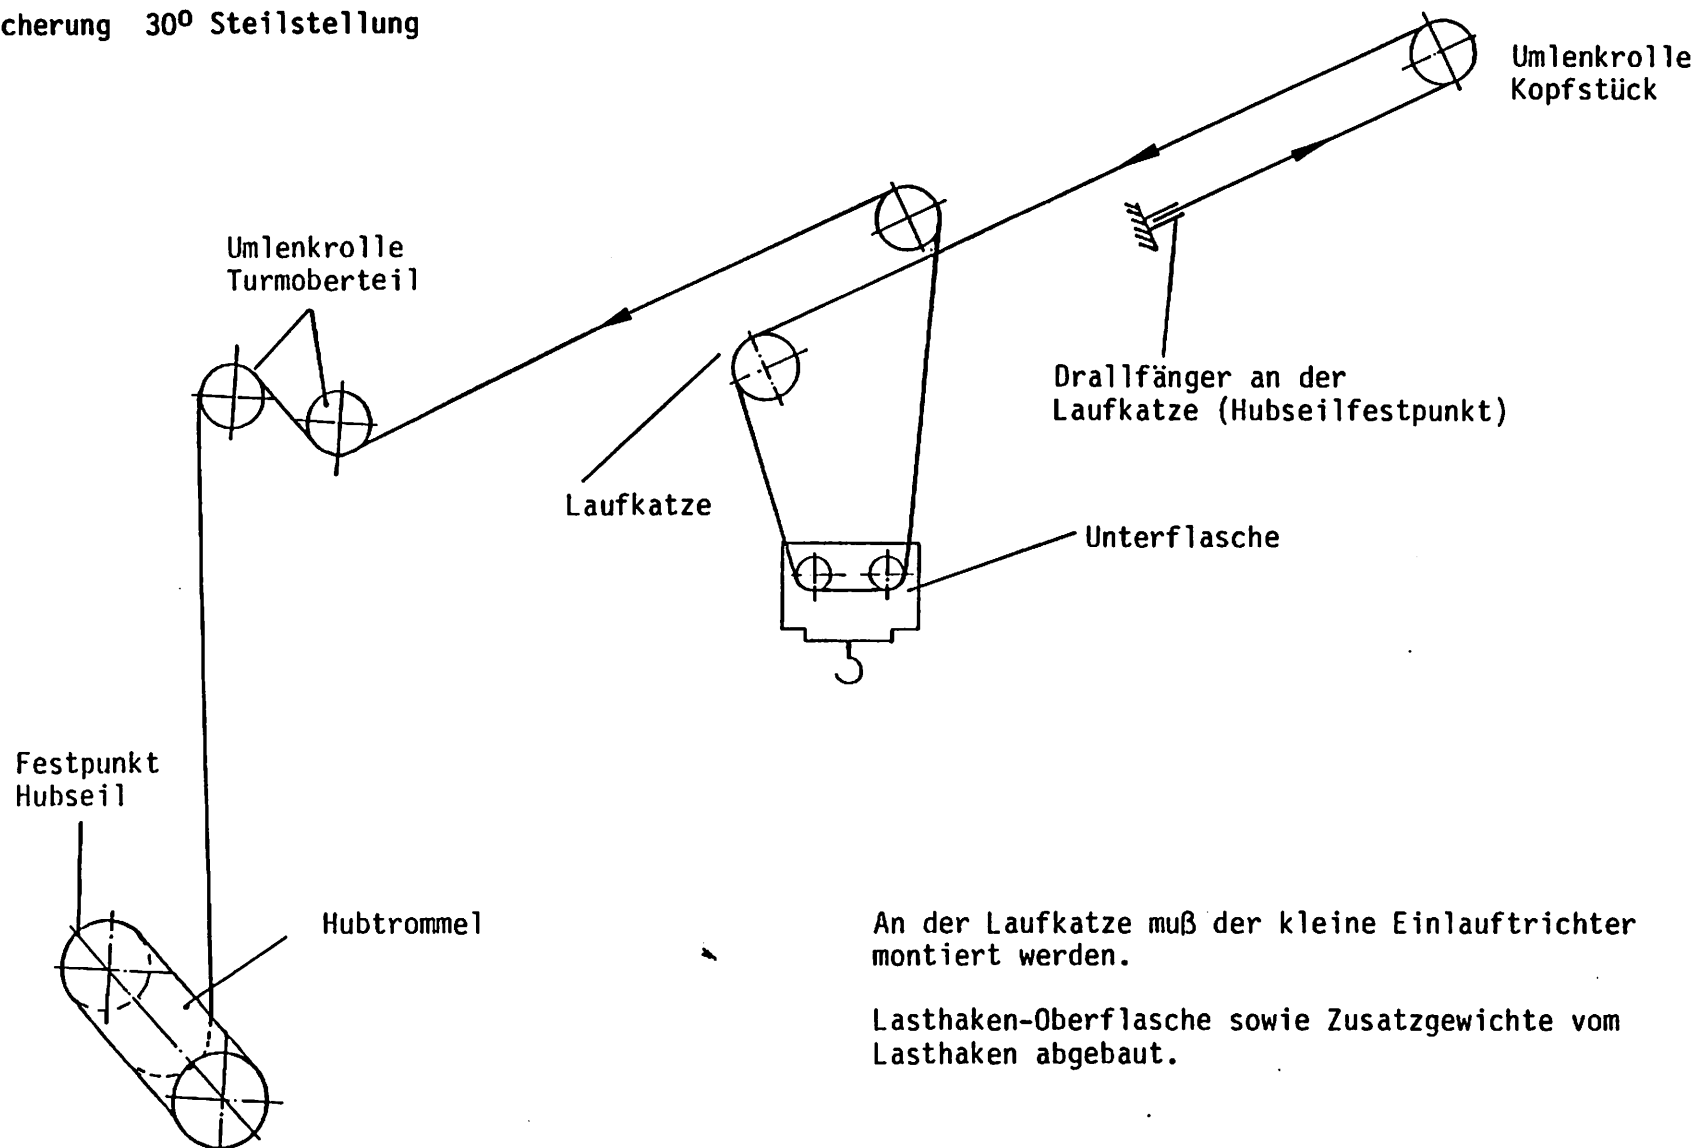 cherung 30º Steilstellung
Umlenkrolle
Kopfstück
Umlenkrolle
Turmoberteil
Drallfänger an der
Laufkatze (Hubseilfestpunkt)
Laufkatze
Unterflasche
Festpunkt
Hubseil
Hubtrommel
An der Laufkatze muß der kleine Einlauftrichter
montiert werden.
Lasthaken-Oberflasche sowie Zusatzgewichte vom
Lasthaken abgebaut.